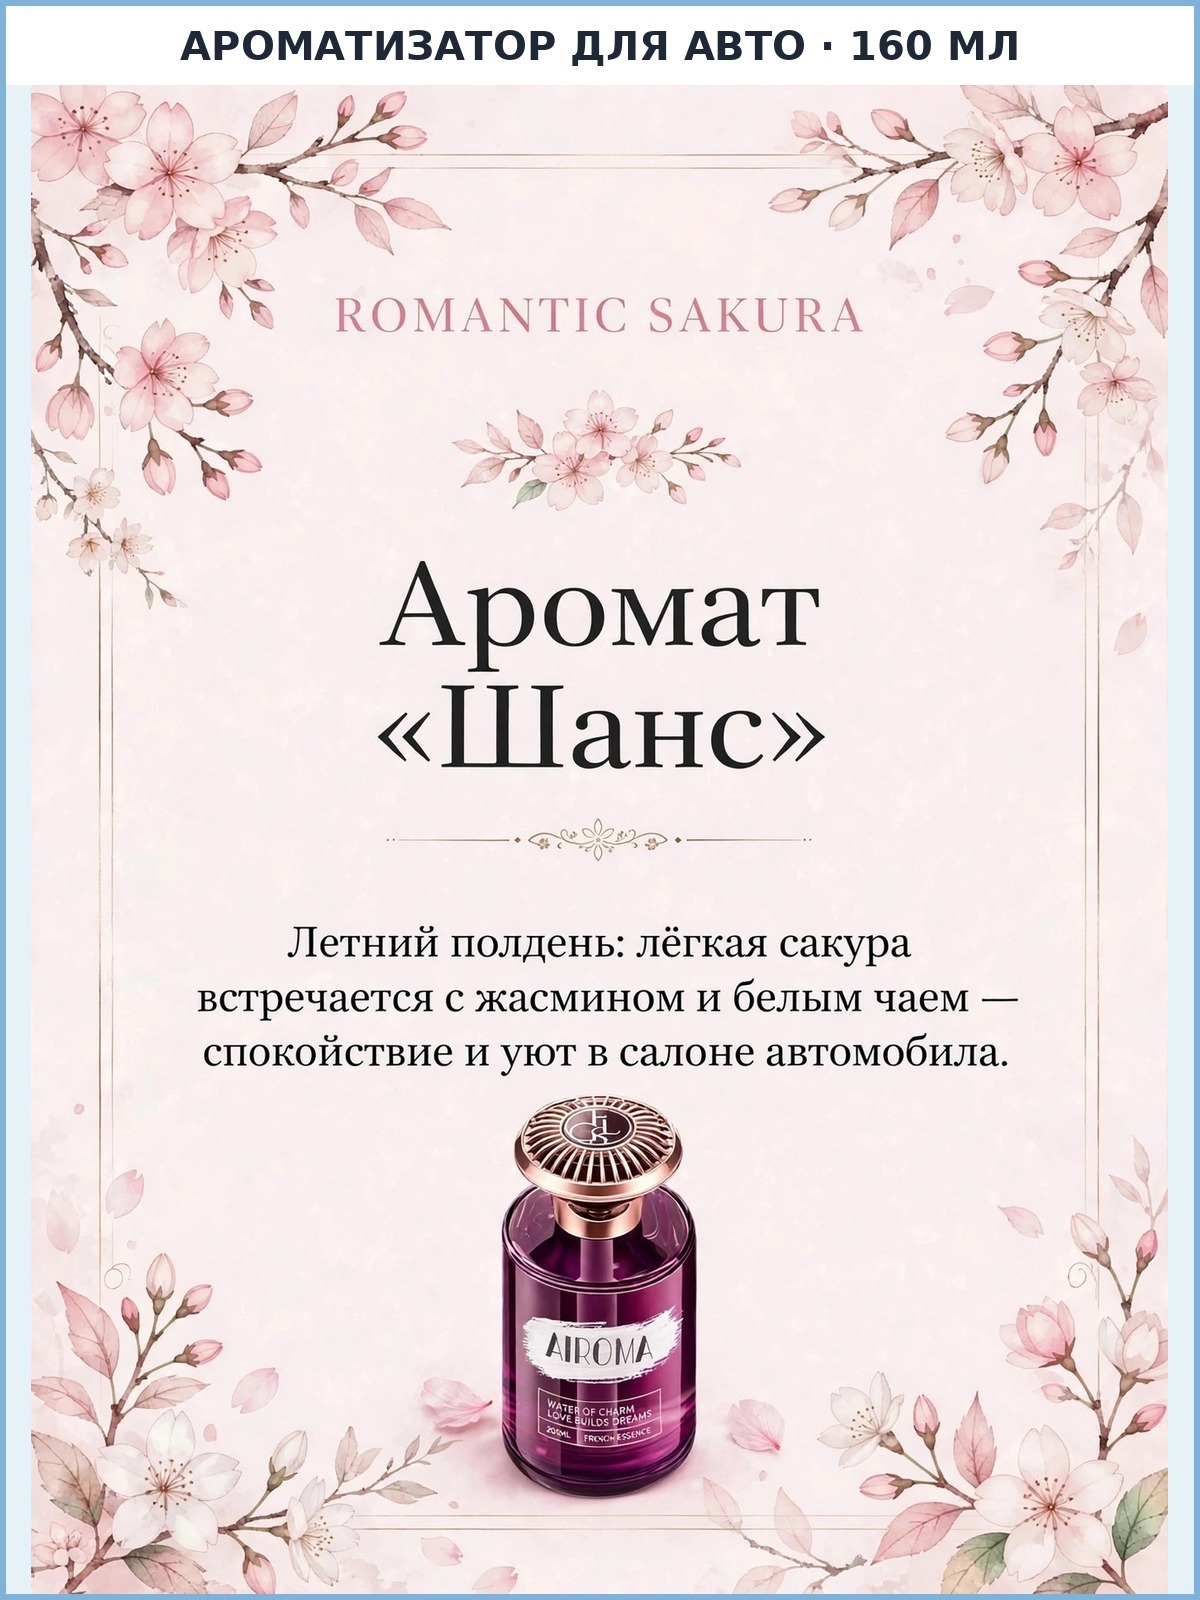 АРОМАТИЗАТОР ДЛЯ АВТО · 160 МЛ
ROMANTIC SAKURA
Аромат
«Шанс»
Летний полдень: лёгкая сакура
встречается с жасмином и белым чаем —
спокойствие и уют в салоне автомобила.
AIROMA
WATER OF CHARM
LOVE BUILDS DREAMS
200ML FRENCH ESSENCE